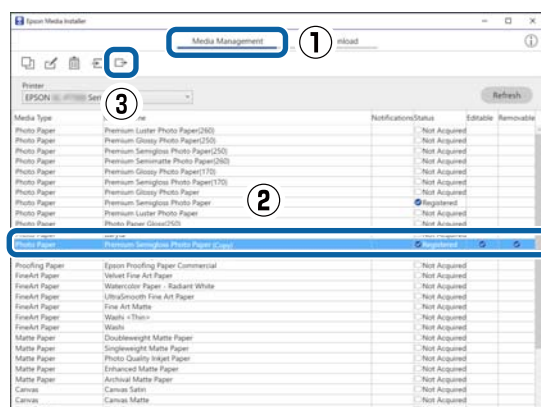 Epson Media Installer
Media Management
①
nload
③
Printer
EPSON
Seri
Refresh
Media Type
Notifications Status Editable Removable
Photo Paper Premium Luster Photo Paper(260) Not Acquired
Photo Paper Premium Glossy Photo Paper(250) Not Acquired
Photo Paper Premium Semigloss Photo Paper(250) Not Acquired
Photo Paper Premium Semimatte Photo Paper(260) Not Acquired
Photo Paper Premium Glossy Photo Paper(170) Not Acquired
Photo Paper Premium Semigloss Photo Paper(170) Not Acquired
Photo Paper Premium Glossy Photo Paper Not Acquired
Photo Paper Premium Semigloss Photo Paper Registered
②
Photo Paper Premium Luster Photo Paper Not Acquired
Photo Paper Photo Paper Gloss(250) Not Acquired
Photo Paper Premium Semigloss Photo Paper (Copy) Registered
Proofing Paper Epson Proofing Paper Commercial Not Acquired
FineArt Paper Velvet Fine Art Paper Not Acquired
FineArt Paper Watercolor Paper - Radiant White Not Acquired
FineArt Paper UltraSmooth Fine Art Paper Not Acquired
FineArt Paper Fine Art Matte Not Acquired
FineArt Paper Washi <Thin> Not Acquired
FineArt Paper Washi Not Acquired
Matte Paper Doubleweight Matte Paper Not Acquired
Matte Paper Singleweight Matte Paper Not Acquired
Matte Paper Photo Quality Inkjet Paper Not Acquired
Matte Paper Enhanced Matte Paper Not Acquired
Matte Paper Archival Matte Paper Not Acquired
Canvas Canvas Satin Not Acquired
Canvas Canvas Matte Not Acquired